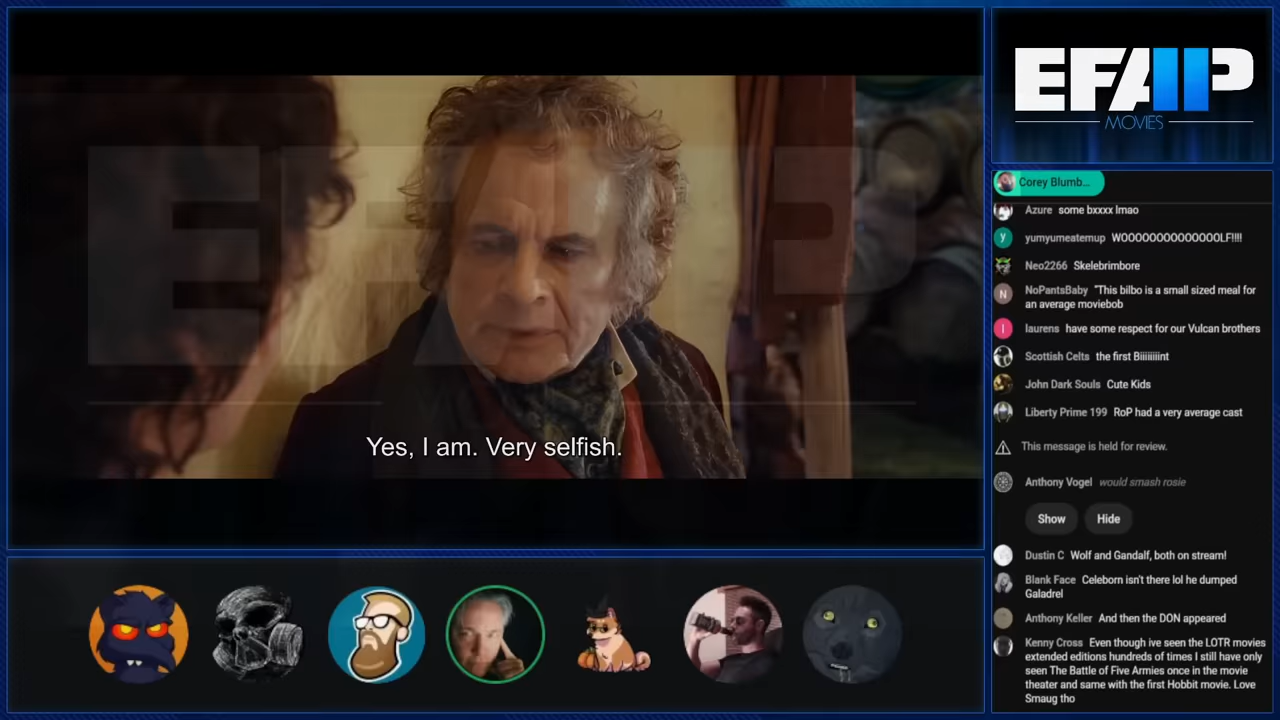 EFAP
MOVIES
EFAP
Yes, I am. Very selfish.
Corey Blumb...
Azure some bxxxx lmao
y yumyumeatemup WOOOOOOOOOOOOOOLF!!!!
Neo2266 Skelebrimbore
N NoPantsBaby "This bilbo is a small sized meal for
an average moviebob
l laurens have some respect for our Vulcan brothers
Scottish Celts the first Biiiiiiiint
John Dark Souls Cute Kids
Liberty Prime 199 RoP had a very average cast
This message is held for review.
Anthony Vogel would smash rosie
Show Hide
Dustin C Wolf and Gandalf, both on stream!
Blank Face Celeborn isn't there lol he dumped
Galadrel
Anthony Keller And then the DON appeared
Kenny Cross Even though ive seen the LOTR movies
extended editions hundreds of times I still have only
seen The Battle of Five Armies once in the movie
theater and same with the first Hobbit movie. Love
Smaug tho